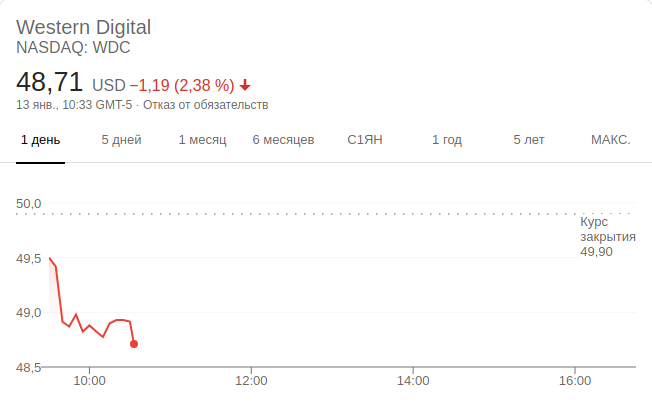 Western Digital
NASDAQ: WDC
48,71 USD −1,19 (2,38 %)
13 янв., 10:33 GMT-5 · Отказ от обязательств
1 день 5 дней 1 месяц 6 месяцев С1ЯН 1 год 5 лет МАКС.
50,0
Курс
закрытия
49,90
49,5
49,0
48,5
10:00 12:00 14:00 16:00